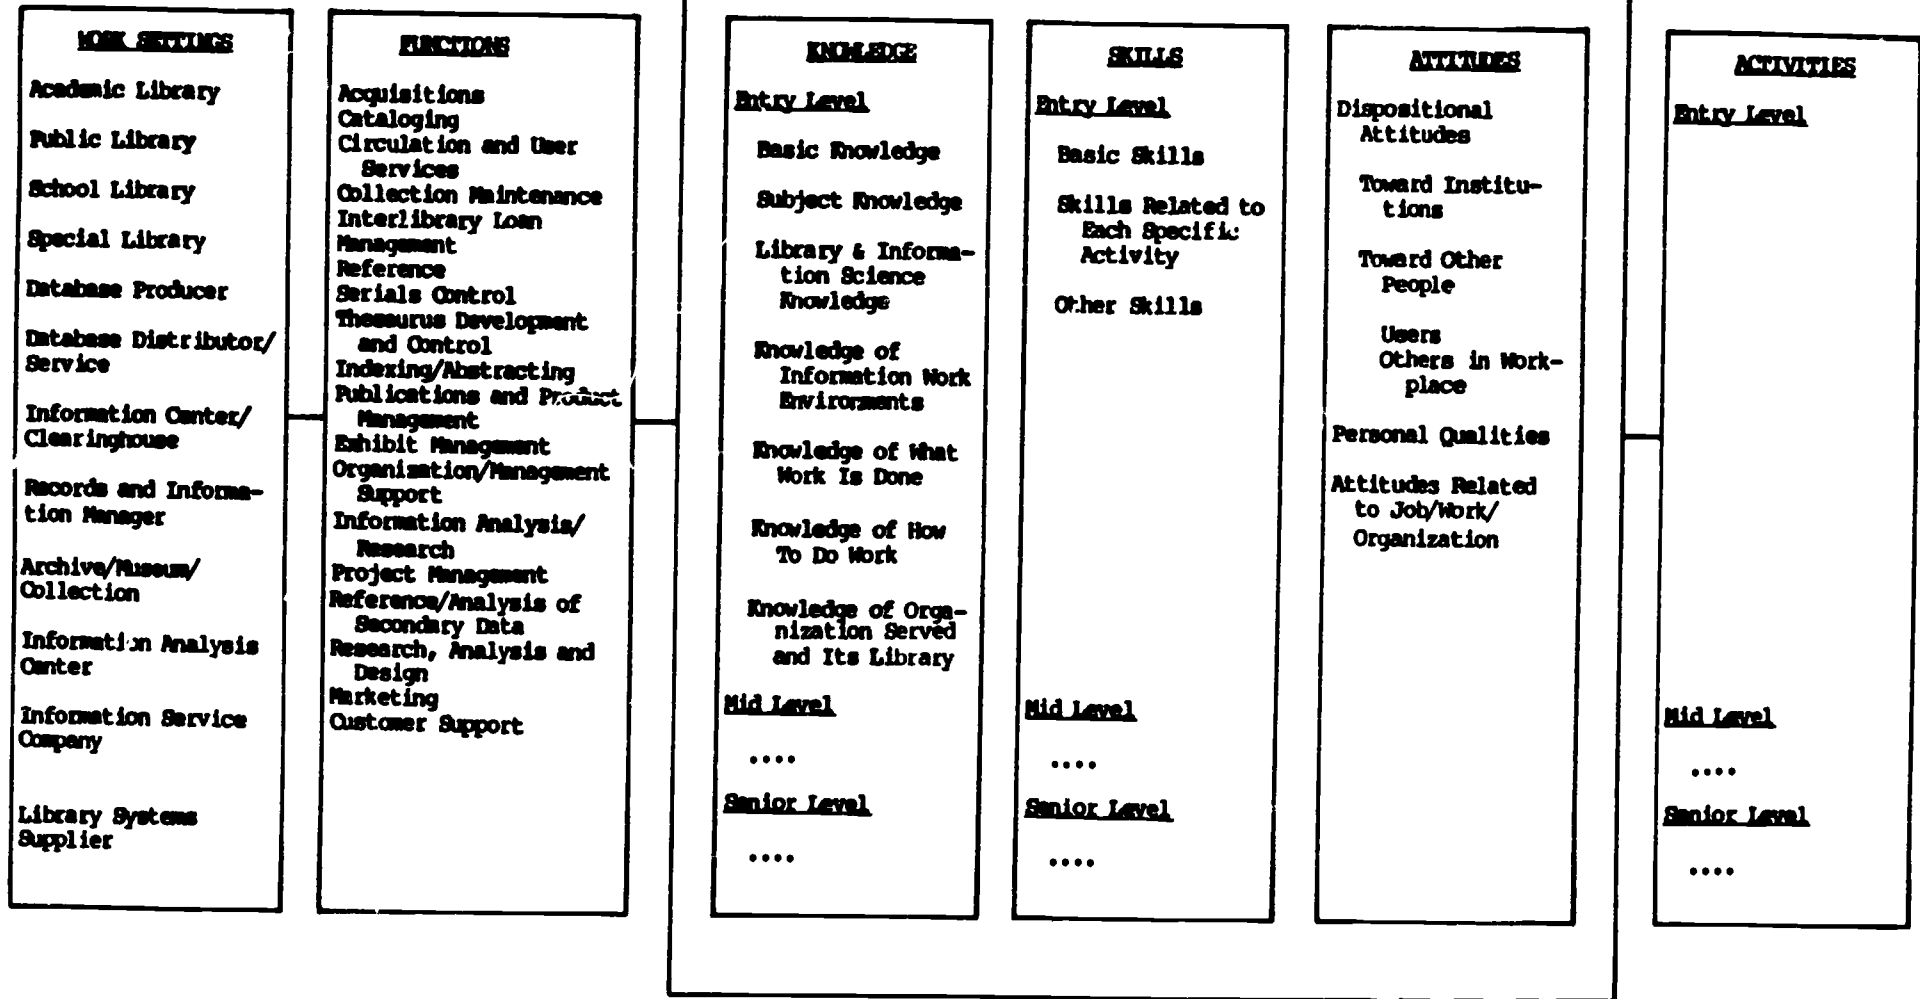 WORK SETTINGS
Academic Library
Public Library
School Library
Special Library
Database Producer
Database Distributor/
Service
Information Center/
Clearinghouse
Records and Informa-
tion Manager
Archive/Museum/
Collection
Information Analysis
Center
Information Service
Company
Library Systems
Supplier
FUNCTIONS
Acquisitions
Cataloging
Circulation and User
Services
Collection Maintenance
Interlibrary Loan
Management
Reference
Serials Control
Thesaurus Development
and Control
Indexing/Abstracting
Publications and Product
Management
Exhibit Management
Organization/Management
Support
Information Analysis/
Research
Project Management
Reference/Analysis of
Secondary Data
Research, Analysis and
Design
Marketing
Customer Support
KNOWLEDGE
Entry Level
Basic Knowledge
Subject Knowledge
Library & Informa-
tion Science
Knowledge
Knowledge of
Information Work
Environments
Knowledge of What
Work Is Done
Knowledge of How
To Do Work
Knowledge of Orga-
nization Served
and Its Library
Mid Level
....
Senior Level
....
SKILLS
Entry Level
Basic Skills
Skills Related to
Each Specific
Activity
Other Skills
Mid Level
....
Senior Level
....
ATTITUDES
Dispositional
Attitudes
Toward Institu-
tions
Toward Other
People
Users
Others in Work-
place
Personal Qualities
Attitudes Related
to Job/Work/
Organization
ACTIVITIES
Entry Level
Mid Level
....
Senior Level
....